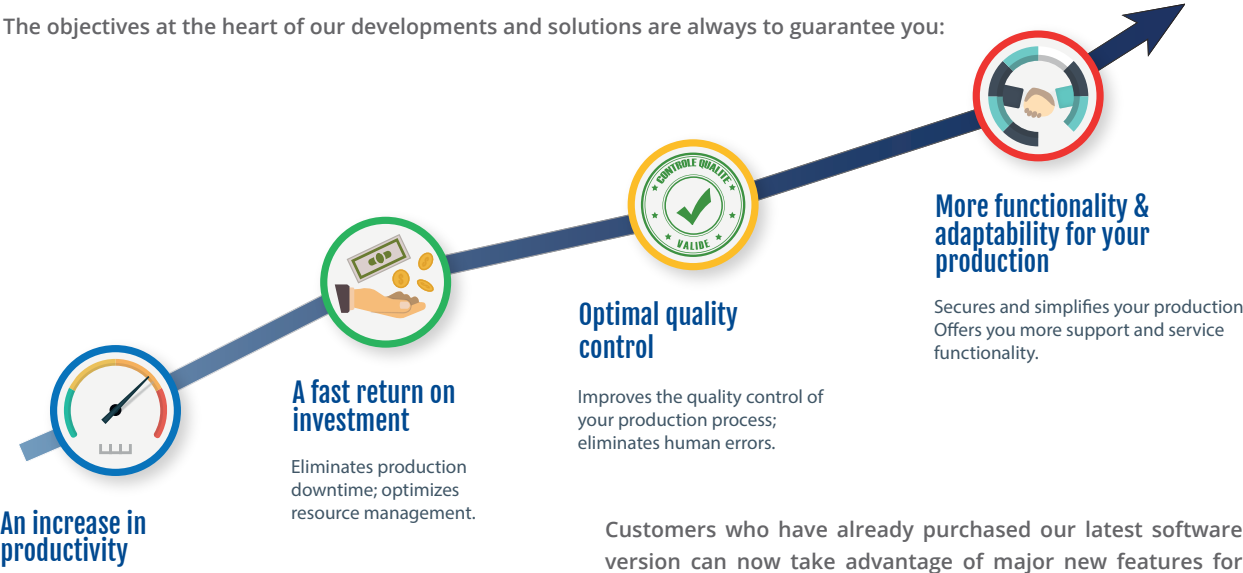 The objectives at the heart of our developments and solutions are always to guarantee you:
An increase in
productivity
A fast return on
investment
Eliminates production
downtime; optimizes
resource management.
CONTROLE QUALITE
VALIDE
Optimal quality
control
Improves the quality control of
your production process;
eliminates human errors.
More functionality &
adaptability for your
production
Secures and simplifies your production
Offers you more support and service
functionality.
Customers who have already purchased our latest software
version can now take advantage of major new features for